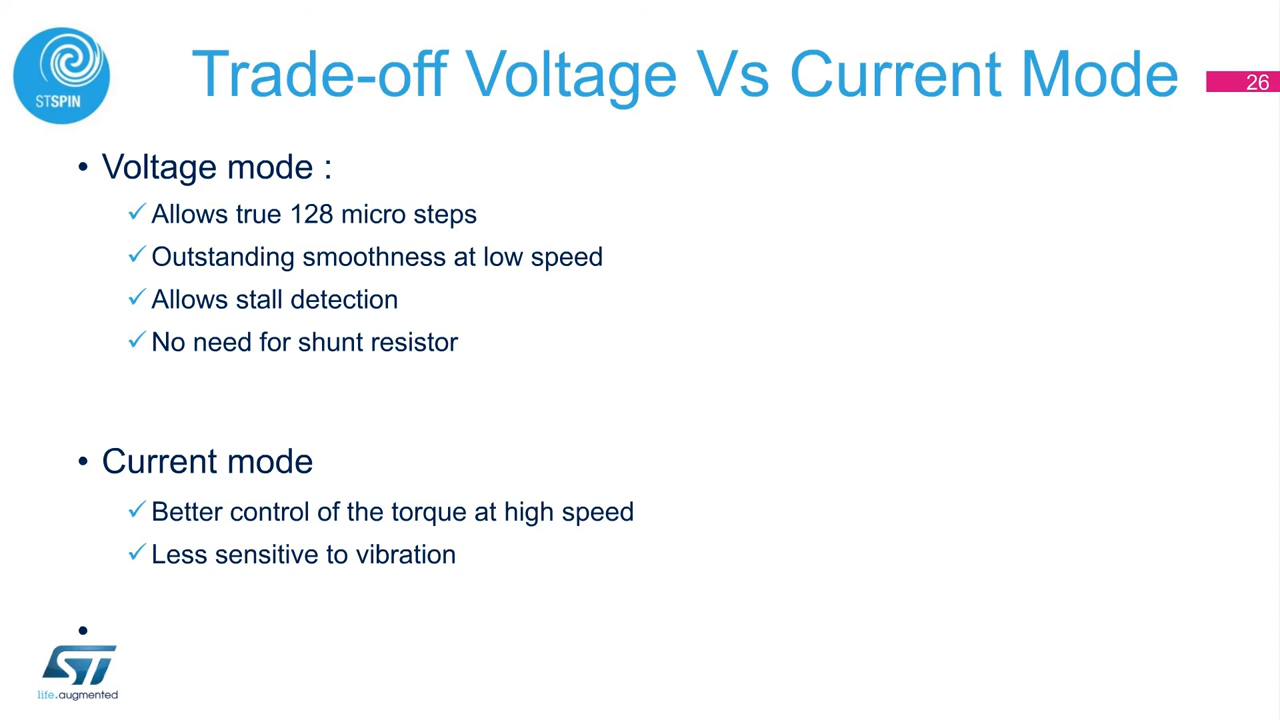 STSPIN
Trade-off Voltage Vs Current Mode
26
• Voltage mode :
✓ Allows true 128 micro steps
✓ Outstanding smoothness at low speed
✓ Allows stall detection
✓ No need for shunt resistor
• Current mode
✓ Better control of the torque at high speed
✓ Less sensitive to vibration
•
ST
life.augmented